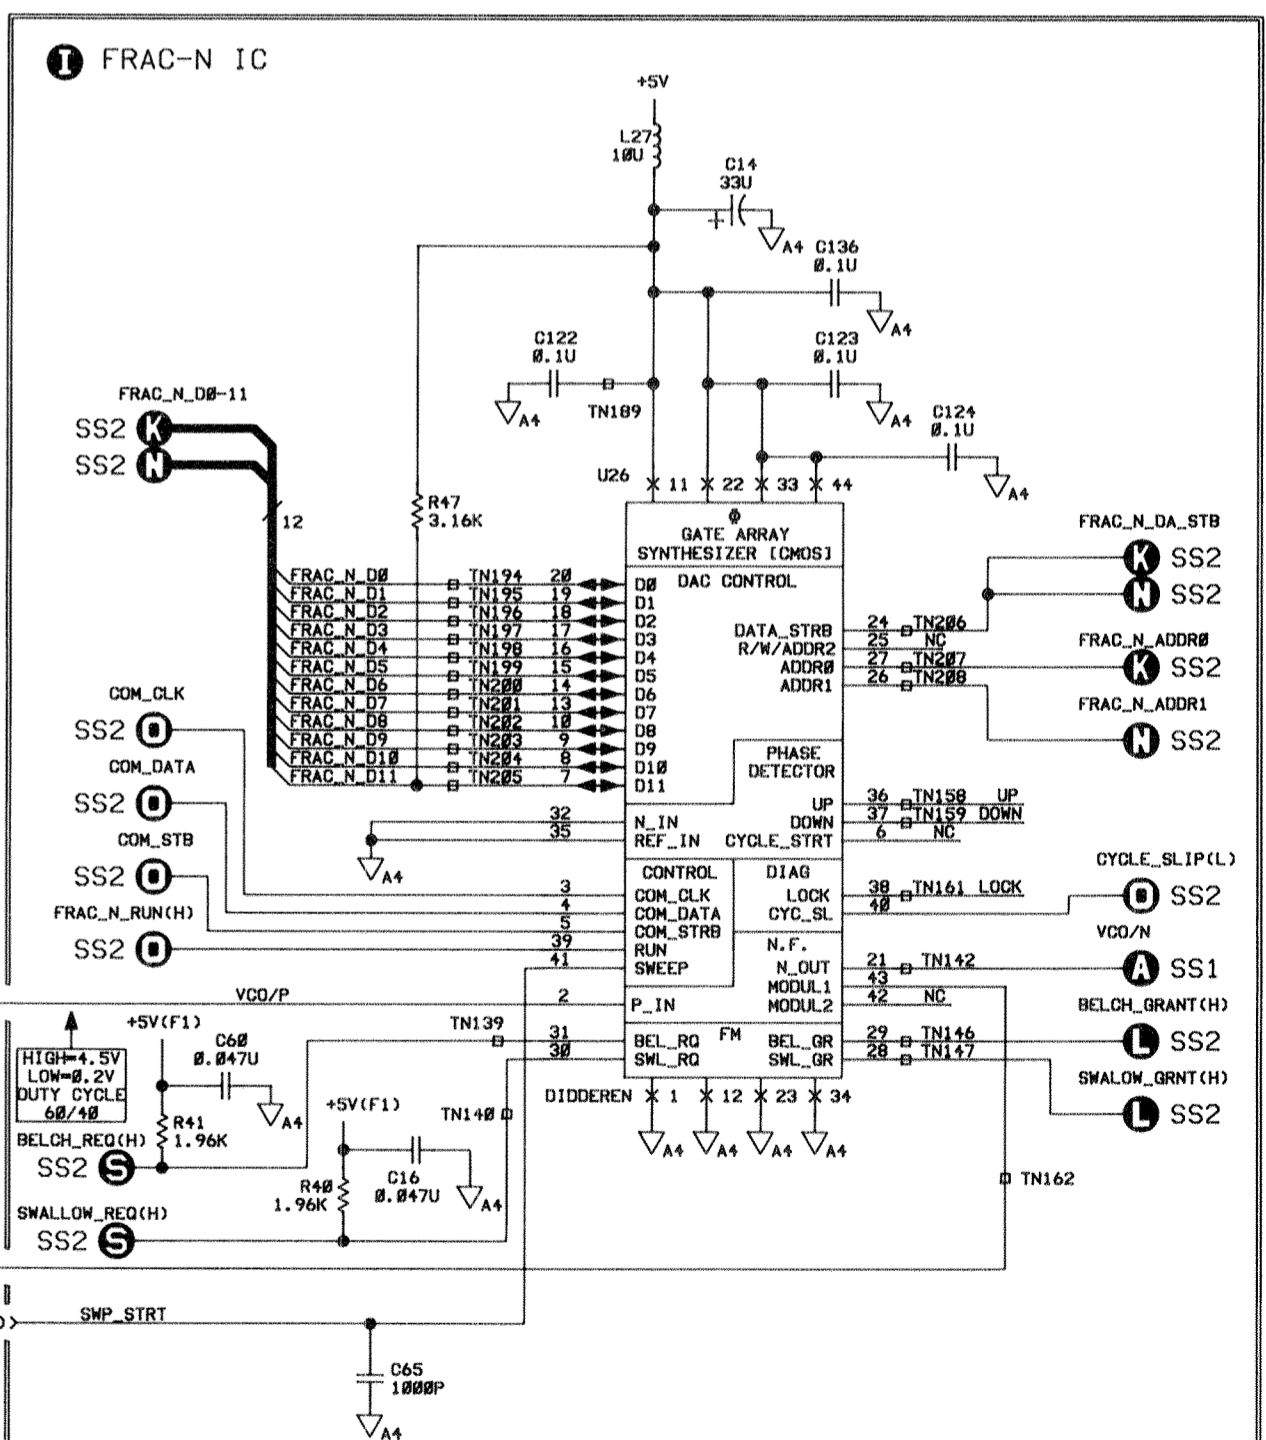 I FRAC-N IC
+5V
L27
10U
C14
33U
+
A4
C136
0.1U
A4
C122
0.1U
C123
0.1U
A4
TN189
A4
C124
0.1U
A4
FRAC_N_D0-11
SS2 K
SS2 N
12
R47
3.16K
U26
11 22 33 44
Φ
GATE ARRAY
SYNTHESIZER [CMOS]
DAC CONTROL
FRAC_N_D0 TN194 20 D0
FRAC_N_D1 TN195 19 D1
FRAC_N_D2 TN196 18 D2
FRAC_N_D3 TN197 17 D3
FRAC_N_D4 TN198 16 D4
FRAC_N_D5 TN199 15 D5
FRAC_N_D6 TN200 14 D6
FRAC_N_D7 TN201 13 D7
FRAC_N_D8 TN202 10 D8
FRAC_N_D9 TN203 9 D9
FRAC_N_D10 TN204 8 D10
FRAC_N_D11 TN205 7 D11
DATA_STRB 24 TN206
R/W/ADDR2 25 NC
ADDR0 27 TN207
ADDR1 26 TN208
FRAC_N_DA_STB
K SS2
N SS2
FRAC_N_ADDR0
K SS2
FRAC_N_ADDR1
N SS2
PHASE
DETECTOR
UP 36 TN158 UP
DOWN 37 TN159 DOWN
CYCLE_STRT 6 NC
32 N_IN
35 REF_IN
A4
COM_CLK
SS2 O
COM_DATA
SS2 O
COM_STB
SS2 O
FRAC_N_RUN(H)
SS2 O
CONTROL
3 COM_CLK
4 COM_DATA
5 COM_STRB
39 RUN
41 SWEEP
DIAG
LOCK 38 TN161 LOCK
CYC_SL 40
CYCLE_SLIP(L)
O SS2
N.F.
N_OUT 21 TN142
MODUL1 43
MODUL2 42 NC
VCO/N
A SS1
VCO/P
2 P_IN
FM
TN139
31 BEL_RQ
30 SWL_RQ
BEL_GR 29 TN146
SWL_GR 28 TN147
BELCH_GRANT(H)
L SS2
SWALOW_GRNT(H)
L SS2
DIDDEREN
1 12 23 34
A4 A4 A4 A4
HIGH=4.5V
LOW=0.2V
DUTY CYCLE
60/40
+5V(F1)
C60
0.047U
A4
R41
1.96K
BELCH_REQ(H)
SS2 S
+5V(F1)
TN140
C16
0.047U
A4
R40
1.96K
SWALLOW_REQ(H)
SS2 S
TN162
SWP_STRT
C65
1000P
A4